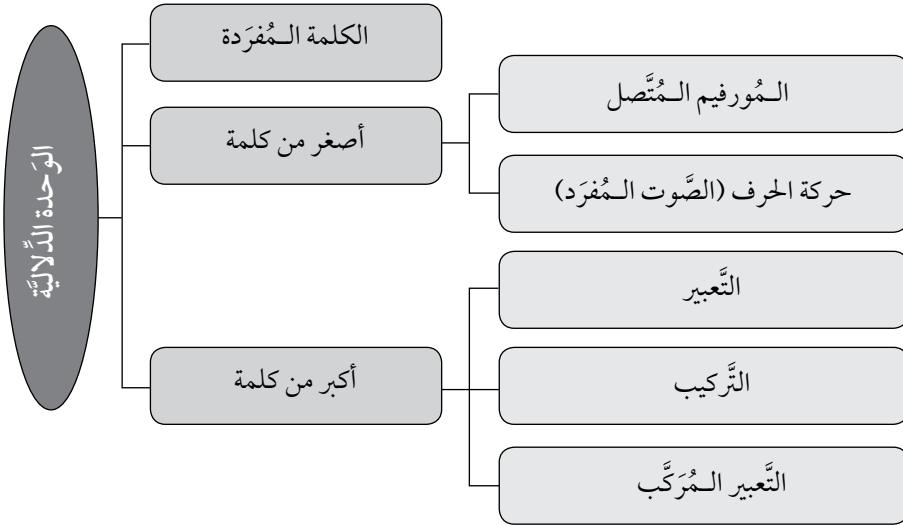 الوَحدة الدِّلاليَّة
الكلمة الـمُفرَدة
أصغر من كلمة
الـمُورفيم الـمُتَّصل
حركة الحرف (الصَّوت الـمُفرَد)
أكبر من كلمة
التَّعبير
التَّركيب
التَّعبير الـمُرَكَّب